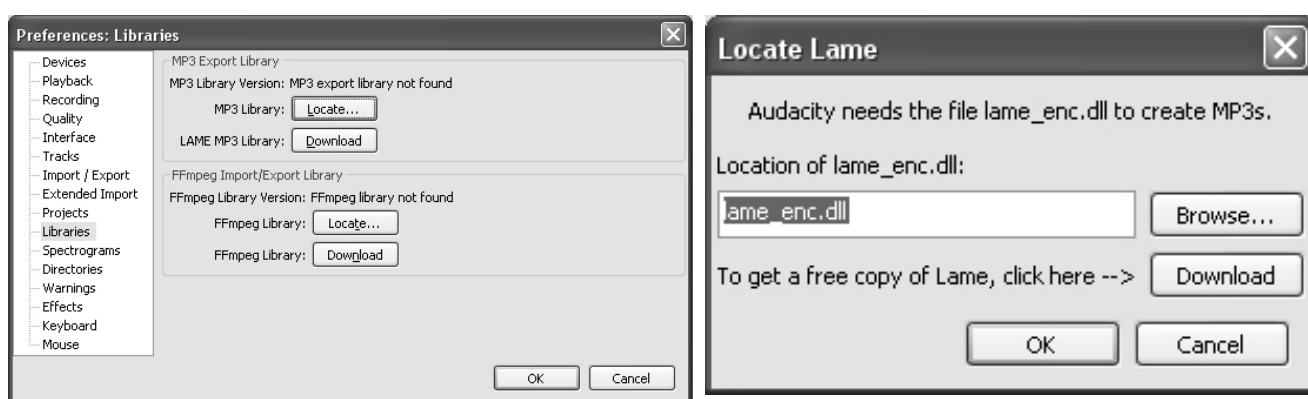 Preferences: Libraries
Devices
Playback
Recording
Quality
Interface
Tracks
Import / Export
Extended Import
Projects
Libraries
Spectrograms
Directories
Warnings
Effects
Keyboard
Mouse
MP3 Export Library
MP3 Library Version: MP3 export library not found
MP3 Library: Locate...
LAME MP3 Library: Download
FFmpeg Import/Export Library
FFmpeg Library Version: FFmpeg library not found
FFmpeg Library: Locate...
FFmpeg Library: Download
OK Cancel
Locate Lame
Audacity needs the file lame_enc.dll to create MP3s.
Location of lame_enc.dll:
lame_enc.dll Browse...
To get a free copy of Lame, click here --> Download
OK Cancel